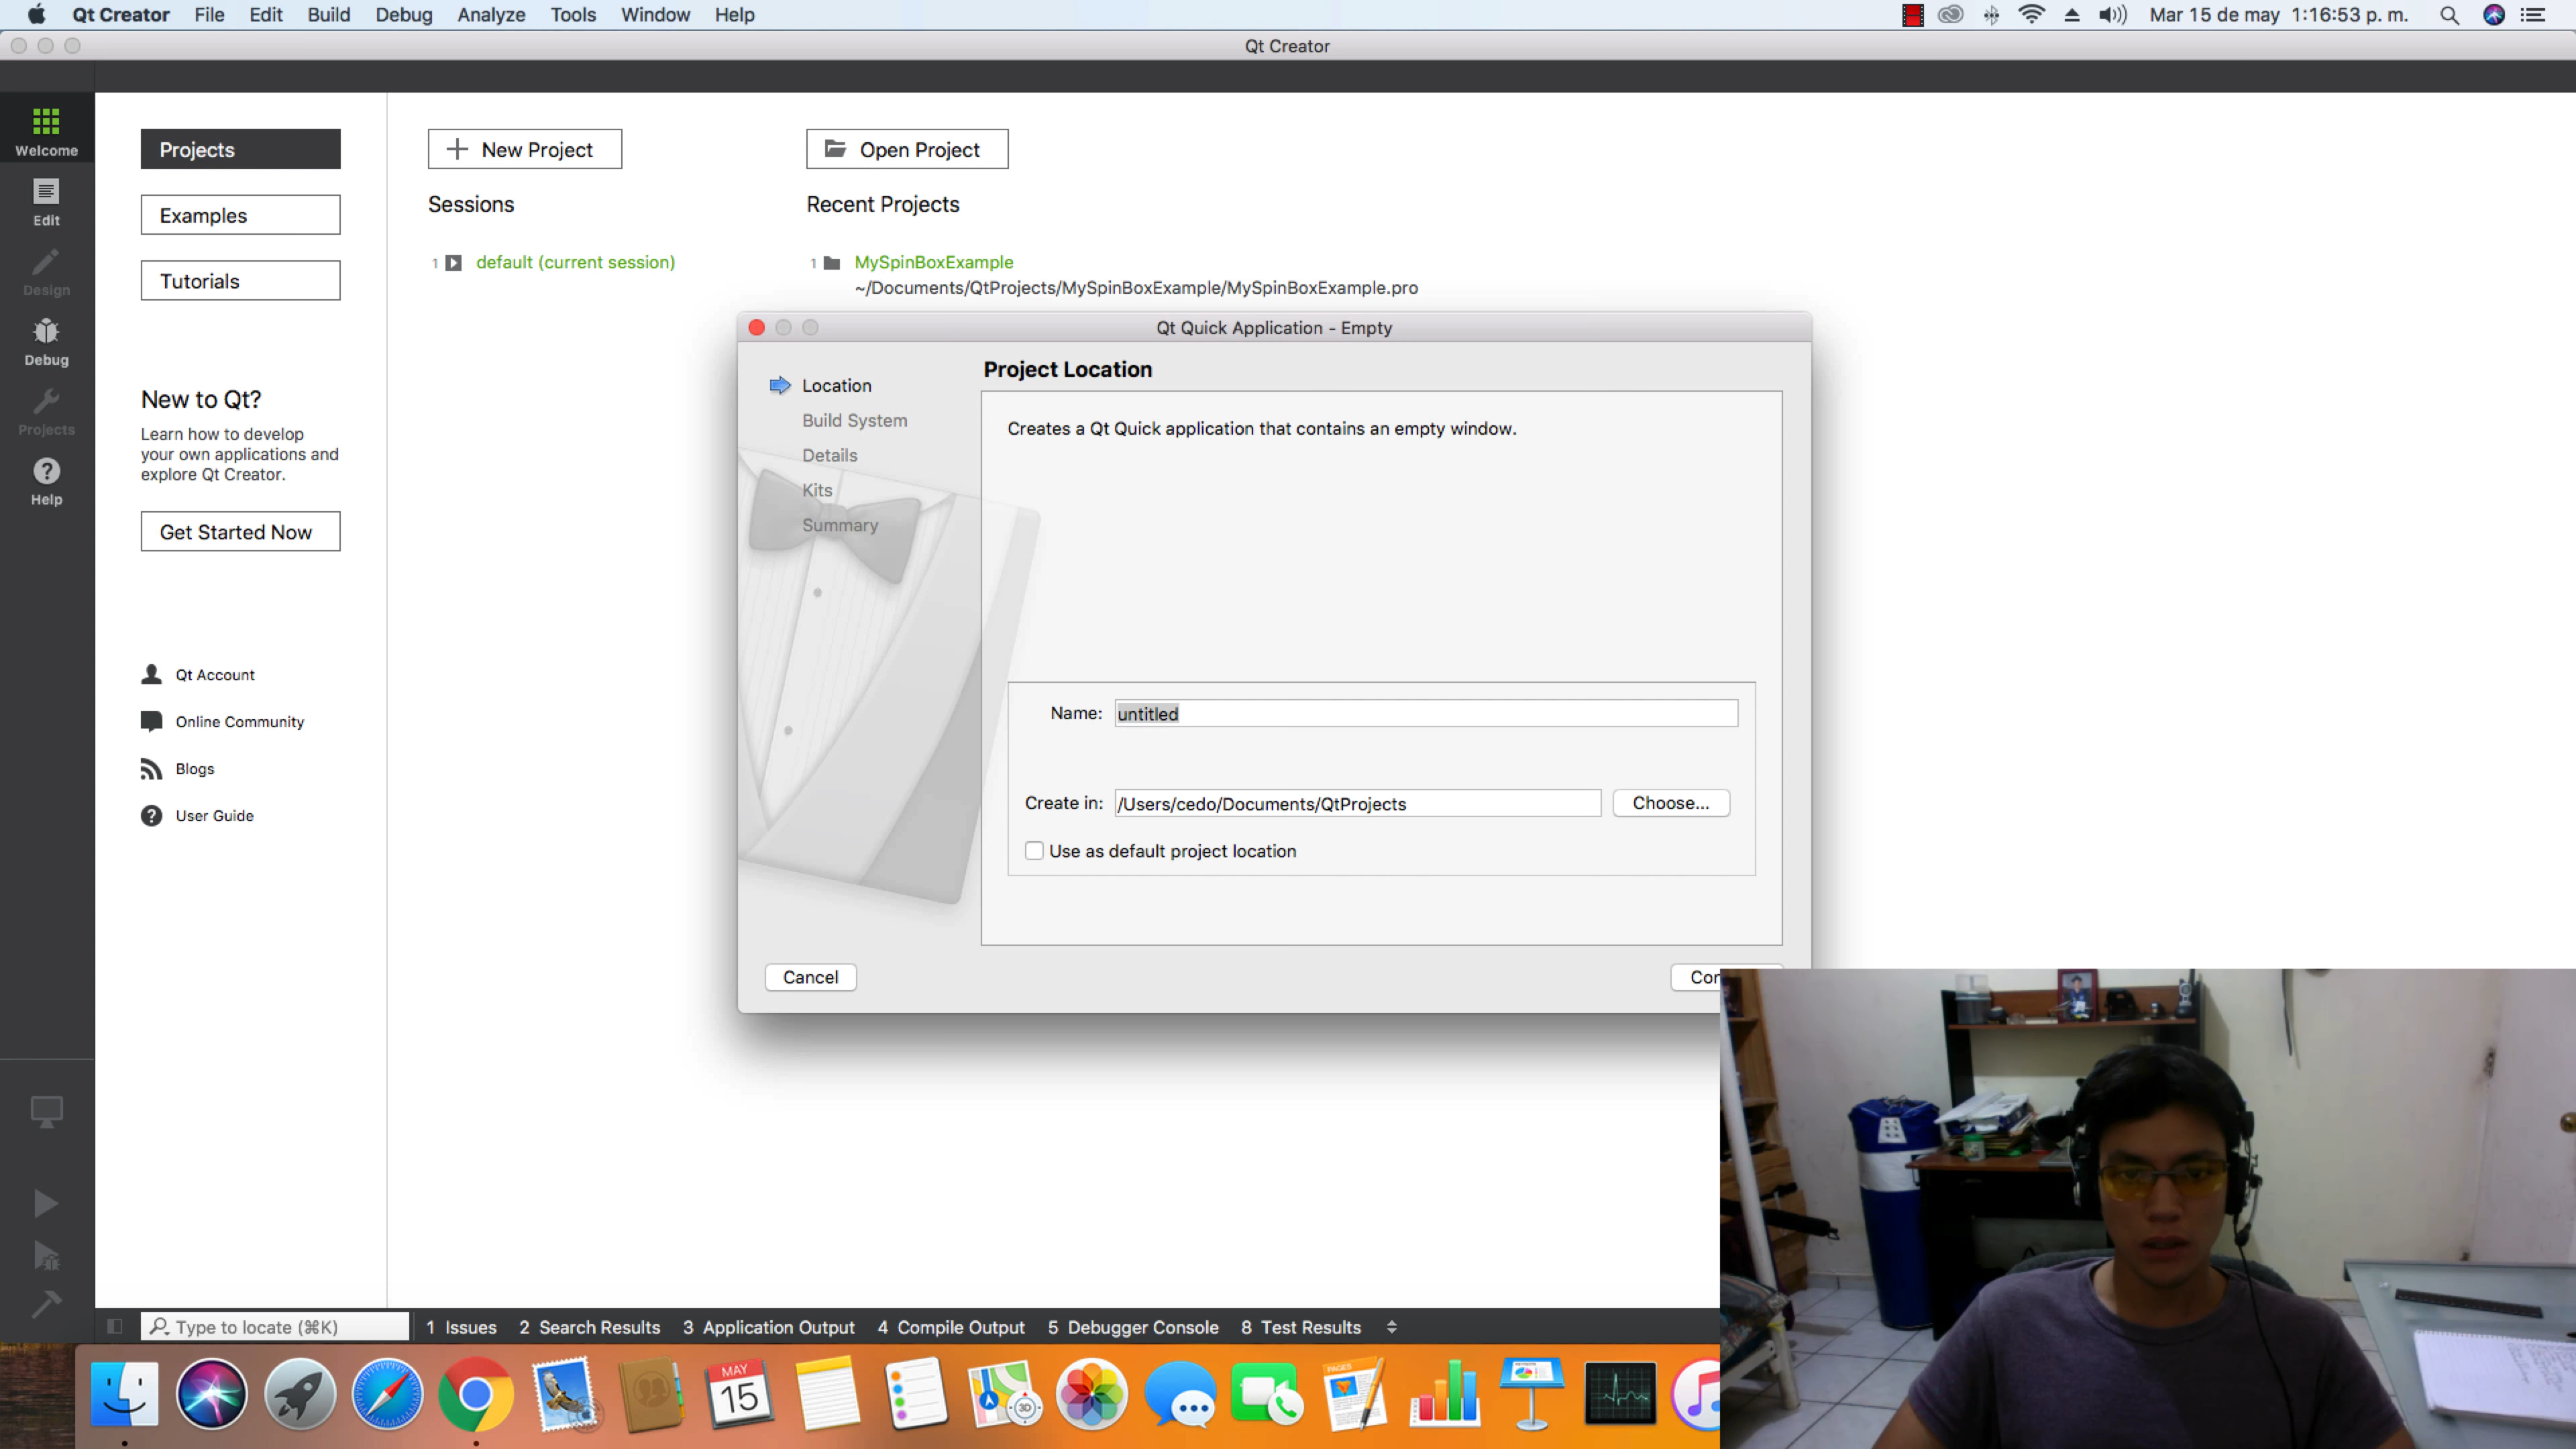 Qt Creator File Edit Build Debug Analyze Tools Window Help
Mar 15 de may 1:16:53 p. m.
Qt Creator
Welcome
Edit
Design
Debug
Projects
Help
Projects
Examples
Tutorials
New to Qt?
Learn how to develop
your own applications and
explore Qt Creator.
Get Started Now
Qt Account
Online Community
Blogs
User Guide
New Project
Sessions
1 default (current session)
Open Project
Recent Projects
1 MySpinBoxExample
~/Documents/QtProjects/MySpinBoxExample/MySpinBoxExample.pro
Qt Quick Application - Empty
Location
Build System
Details
Kits
Summary
Project Location
Creates a Qt Quick application that contains an empty window.
Name: untitled
Create in: /Users/cedo/Documents/QtProjects Choose...
Use as default project location
Cancel
Con
Type to locate (⌘K) 1 Issues 2 Search Results 3 Application Output 4 Compile Output 5 Debugger Console 8 Test Results
MAY
15
3D
PAGES